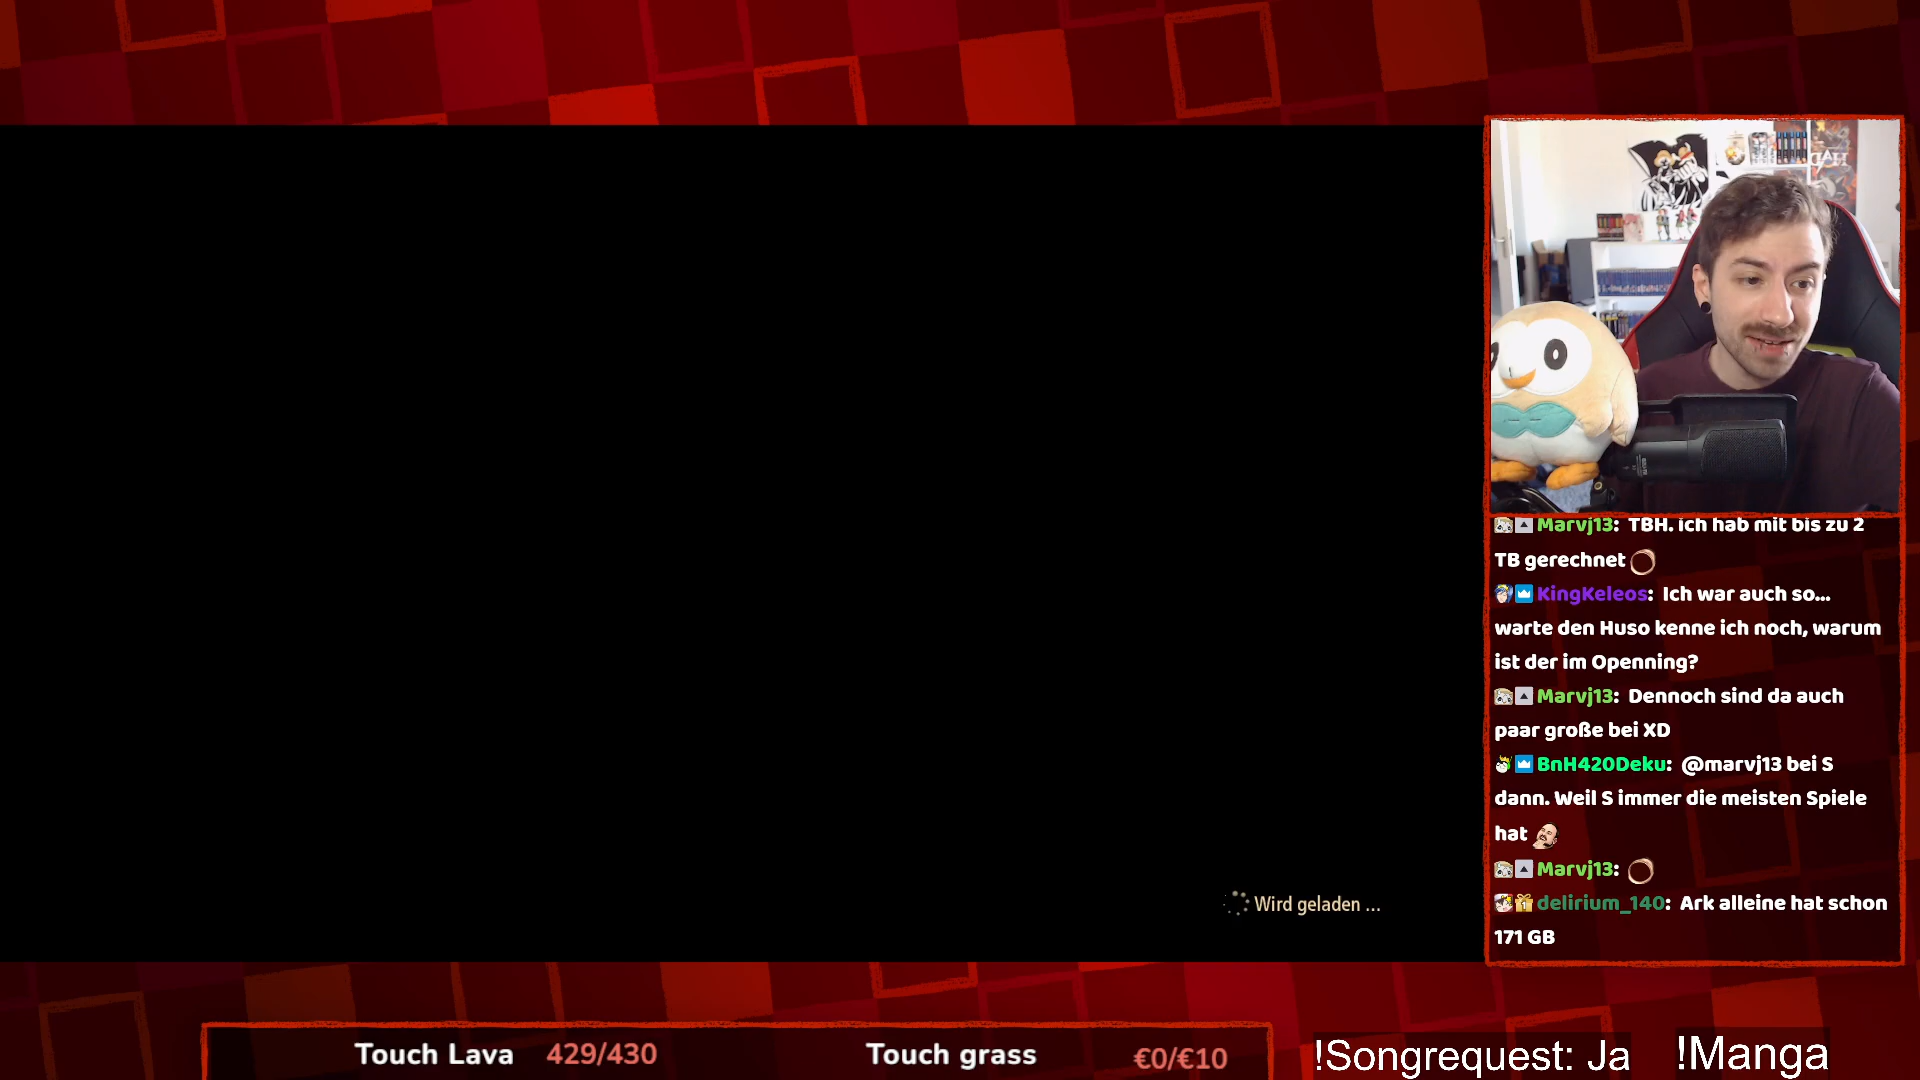 Marvj13: TBH. ich hab mit bis zu 2
TB gerechnet
KingKeleos: Ich war auch so...
warte den Huso kenne ich noch, warum
ist der im Openning?
Marvj13: Dennoch sind da auch
paar große bei XD
BnH420Deku: @marvj13 bei S
dann. Weil S immer die meisten Spiele
hat
Marvj13:
delirium_140: Ark alleine hat schon
171 GB
Wird geladen ...
Touch Lava 429/430
Touch grass €0/€10
!Songrequest: Ja
!Manga